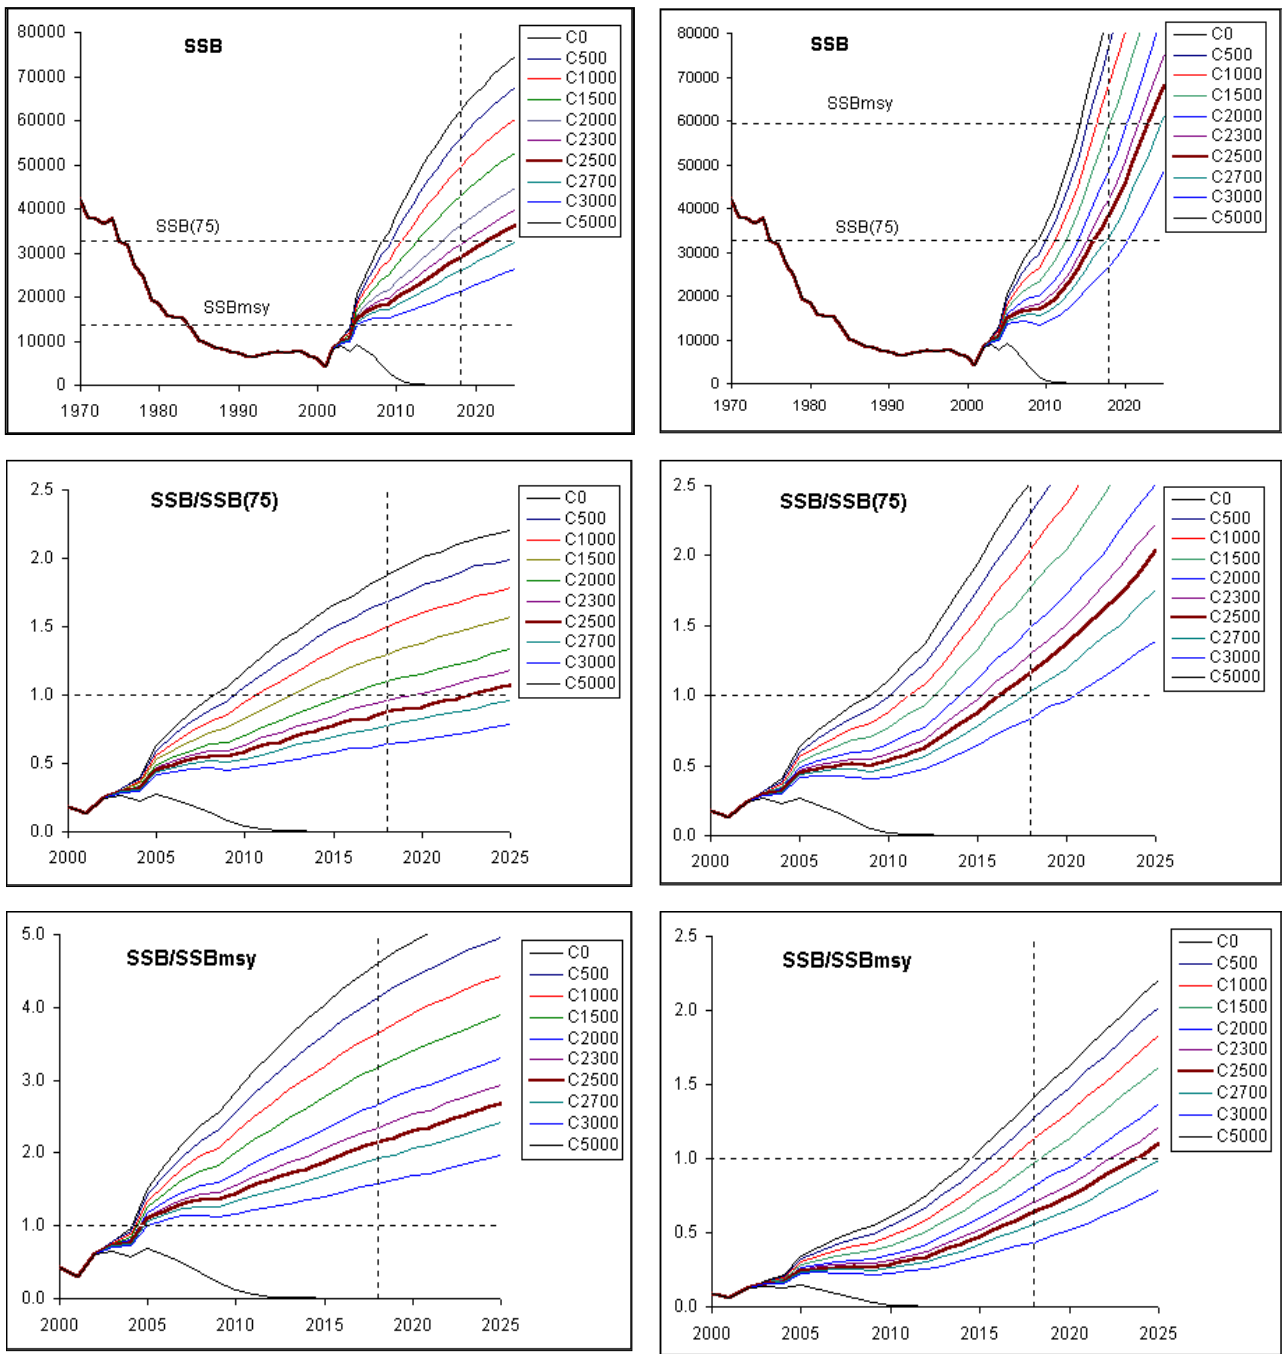 SSB
80000
70000
60000
50000
40000
30000
20000
10000
0
SSB(75)
SSBmsy
1970 1980 1990 2000 2010 2020
C0
C500
C1000
C1500
C2000
C2300
C2500
C2700
C3000
C5000
SSB
80000
70000
60000
50000
40000
30000
20000
10000
0
SSBmsy
SSB(75)
1970 1980 1990 2000 2010 2020
C0
C500
C1000
C1500
C2000
C2300
C2500
C2700
C3000
C5000
SSB/SSB(75)
2.5
2.0
1.5
1.0
0.5
0.0
2000 2005 2010 2015 2020 2025
C0
C500
C1000
C1500
C2000
C2300
C2500
C2700
C3000
C5000
SSB/SSB(75)
2.5
2.0
1.5
1.0
0.5
0.0
2000 2005 2010 2015 2020 2025
C0
C500
C1000
C1500
C2000
C2300
C2500
C2700
C3000
C5000
SSB/SSBmsy
5.0
4.0
3.0
2.0
1.0
0.0
2000 2005 2010 2015 2020 2025
C0
C500
C1000
C1500
C2000
C2300
C2500
C2700
C3000
C5000
SSB/SSBmsy
2.5
2.0
1.5
1.0
0.5
0.0
2000 2005 2010 2015 2020 2025
C0
C500
C1000
C1500
C2000
C2300
C2500
C2700
C3000
C5000